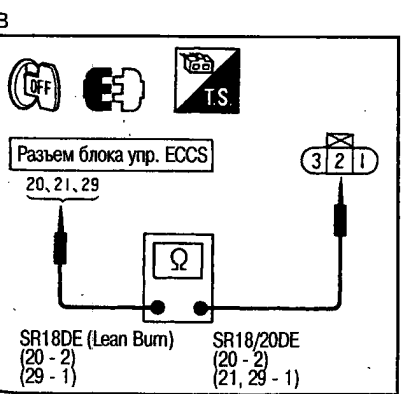 В
OFF
T.S.
Разъем блока упр. ECCS
20, 21, 29
3 2 1
Ω
SR18DE (Lean Burn)
(20 - 2)
(29 - 1)
SR18/20DE
(20 - 2)
(21, 29 - 1)